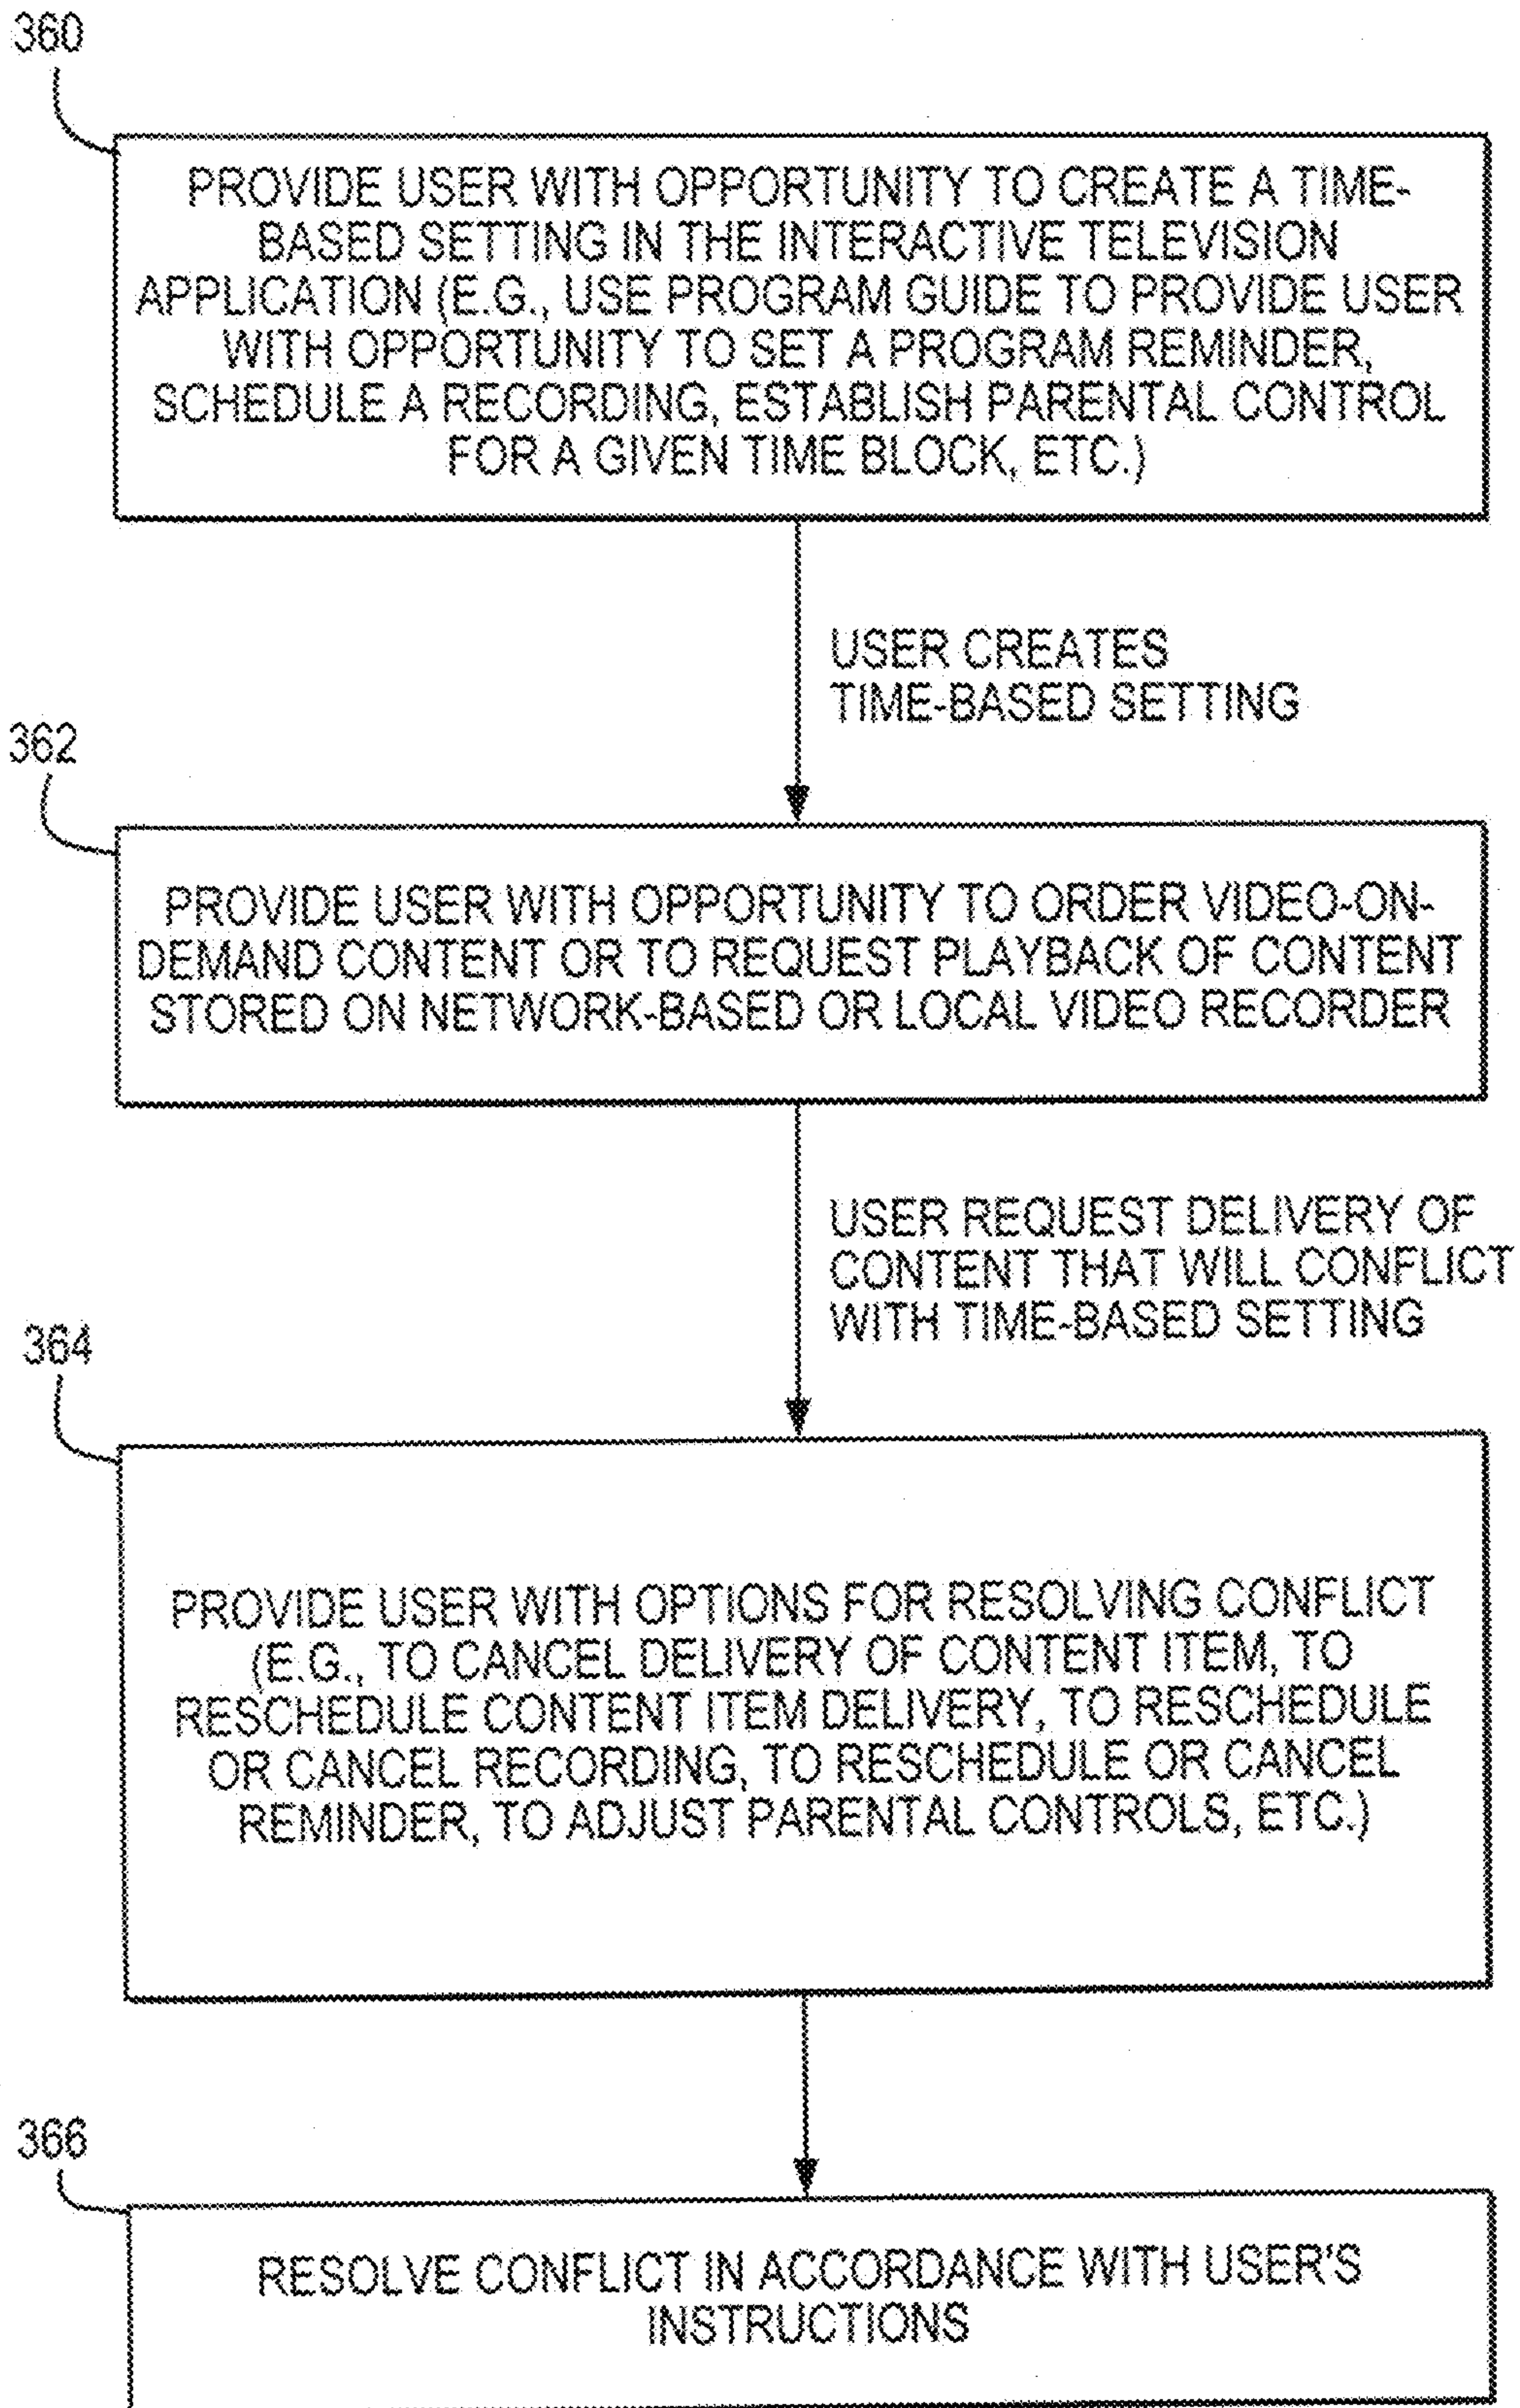 360
PROVIDE USER WITH OPPORTUNITY TO CREATE A TIME-
BASED SETTING IN THE INTERACTIVE TELEVISION
APPLICATION (E.G., USE PROGRAM GUIDE TO PROVIDE USER
WITH OPPORTUNITY TO SET A PROGRAM REMINDER,
SCHEDULE A RECORDING, ESTABLISH PARENTAL CONTROL
FOR A GIVEN TIME BLOCK, ETC.)
USER CREATES
TIME-BASED SETTING
362
PROVIDE USER WITH OPPORTUNITY TO ORDER VIDEO-ON-
DEMAND CONTENT OR TO REQUEST PLAYBACK OF CONTENT
STORED ON NETWORK-BASED OR LOCAL VIDEO RECORDER
USER REQUEST DELIVERY OF
CONTENT THAT WILL CONFLICT
WITH TIME-BASED SETTING
364
PROVIDE USER WITH OPTIONS FOR RESOLVING CONFLICT
(E.G., TO CANCEL DELIVERY OF CONTENT ITEM, TO
RESCHEDULE CONTENT ITEM DELIVERY, TO RESCHEDULE
OR CANCEL RECORDING, TO RESCHEDULE OR CANCEL
REMINDER, TO ADJUST PARENTAL CONTROLS, ETC.)
366
RESOLVE CONFLICT IN ACCORDANCE WITH USER'S
INSTRUCTIONS